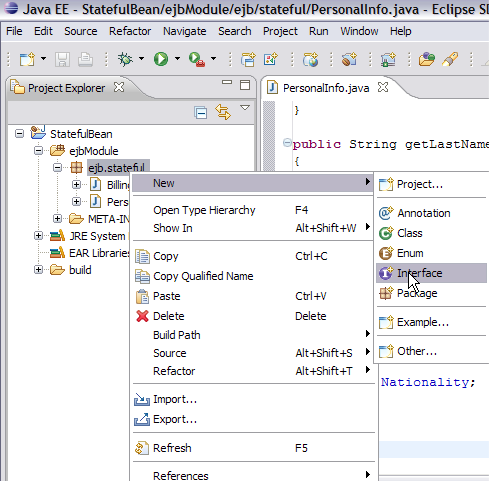 Java EE - StatefulBean/ejbModule/ejb/stateful/PersonalInfo.java - Eclipse
File Edit Source Refactor Navigate Search Project Run Window Help
Project Explorer
PersonalInfo.java
StatefulBean
ejbModule
ejb.stateful
META-IN
JRE System
EAR Libraries
build
}
public String getLastName
{
Nationality;
New
Open Type Hierarchy F4
Show In Alt+Shift+W
Copy Ctrl+C
Copy Qualified Name
Paste Ctrl+V
Delete Delete
Build Path
Source Alt+Shift+S
Refactor Alt+Shift+T
Import...
Export...
Refresh F5
References
Project...
Annotation
Class
Enum
Interface
Package
Example...
Other...